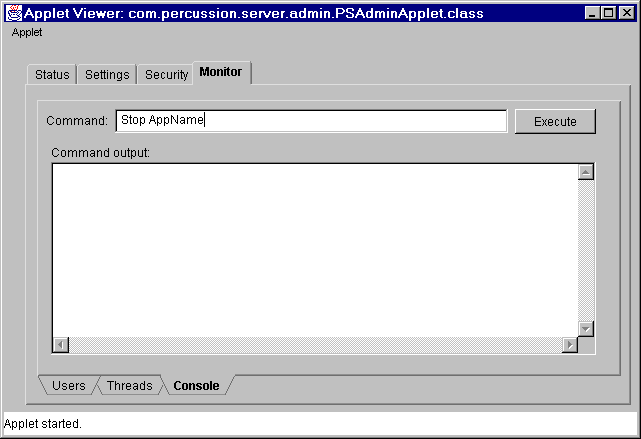 Applet Viewer: com.percussion.server.admin.PSAdminApplet.class
Applet
Status Settings Security Monitor
Command: Stop AppName Execute
Command output:
Users Threads Console
Applet started.